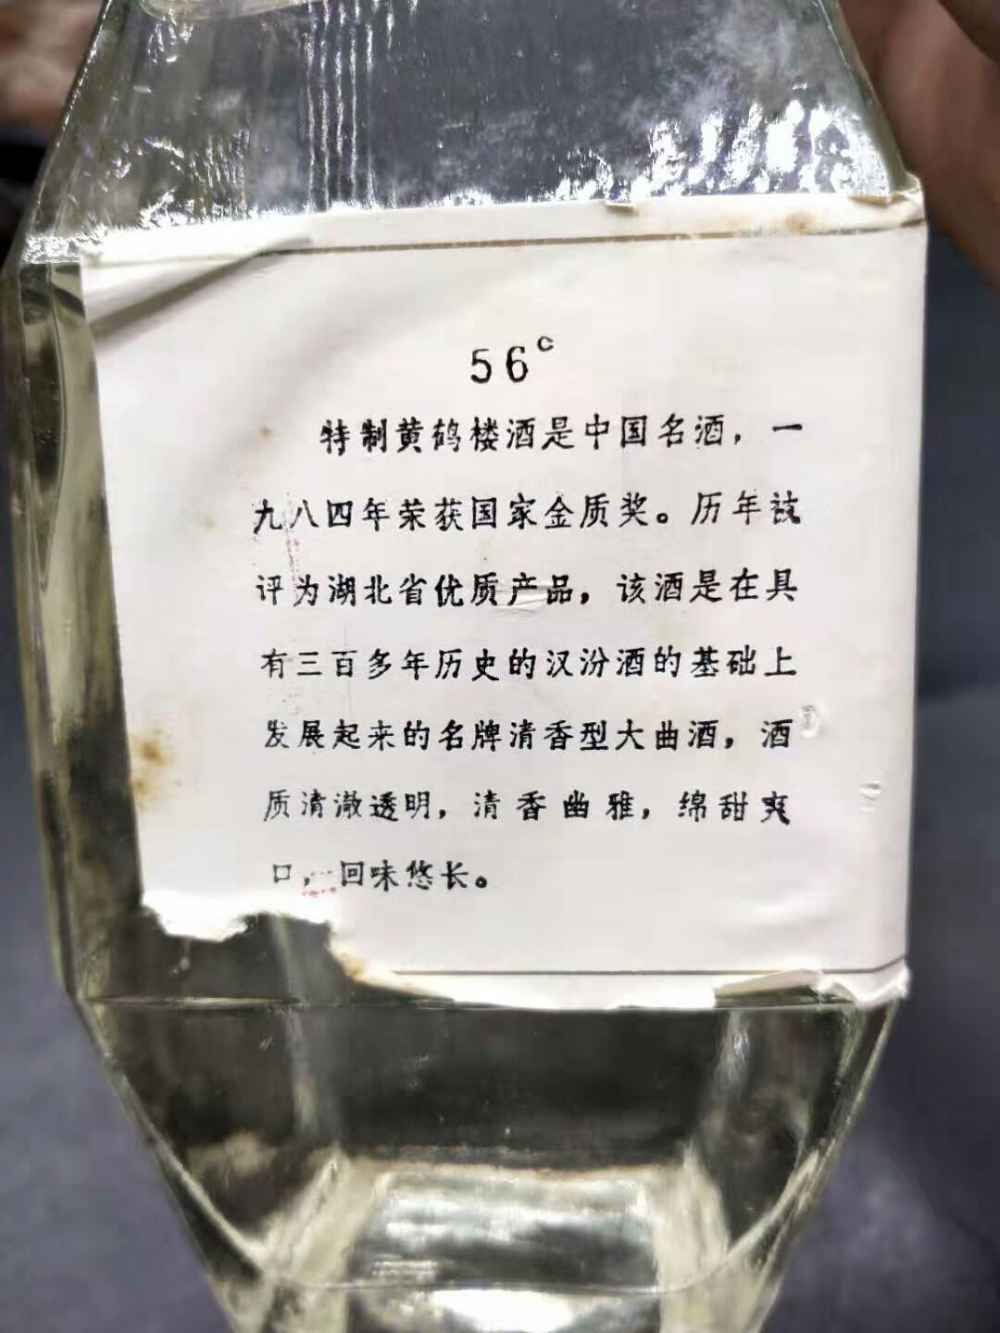 56°
特制黄鹤楼酒是中国名酒，一
九八四年荣获国家金质奖。历年被
评为湖北省优质产品，该酒是在具
有三百多年历史的汉汾酒的基础上
发展起来的名牌清香型大曲酒，酒
质清澈透明，清香幽雅，绵甜爽
口，回味悠长。